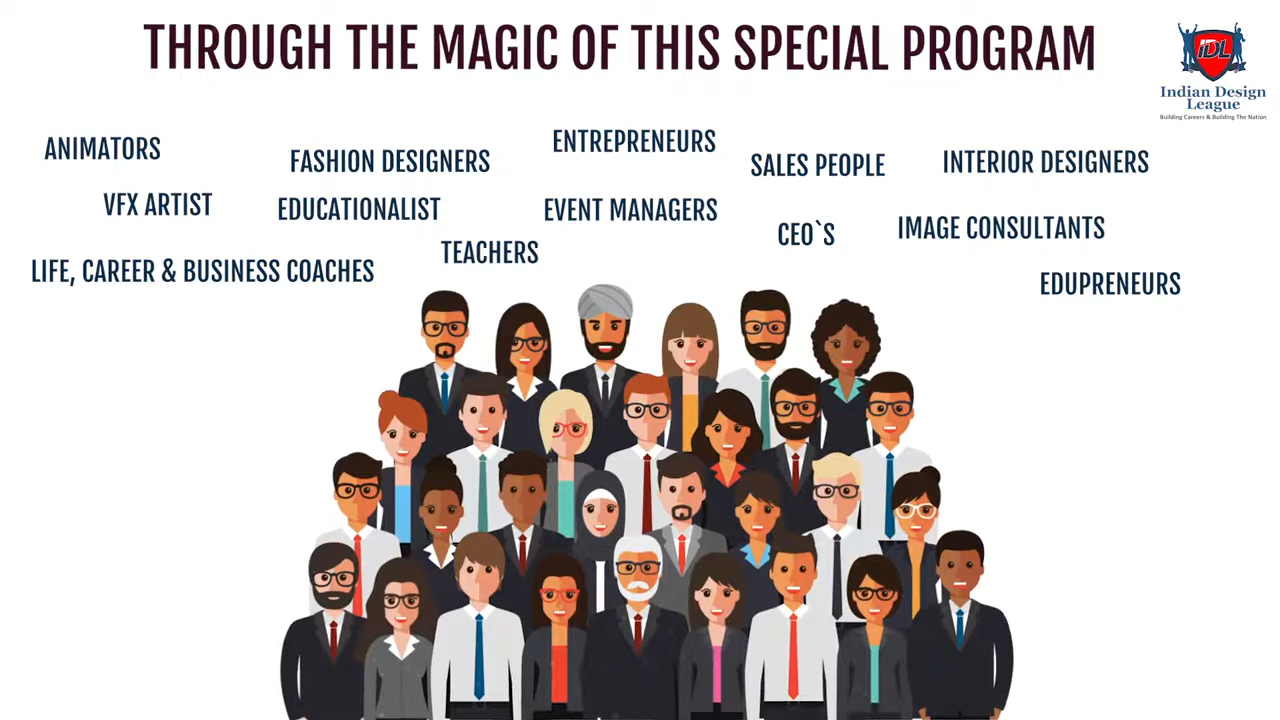 THROUGH THE MAGIC OF THIS SPECIAL PROGRAM
IDL
Indian Design
League
Building Careers & Building The Nation
ANIMATORS
FASHION DESIGNERS
ENTREPRENEURS
SALES PEOPLE
INTERIOR DESIGNERS
VFX ARTIST
EDUCATIONALIST
EVENT MANAGERS
CEO`S
IMAGE CONSULTANTS
TEACHERS
LIFE, CAREER & BUSINESS COACHES
EDUPRENEURS